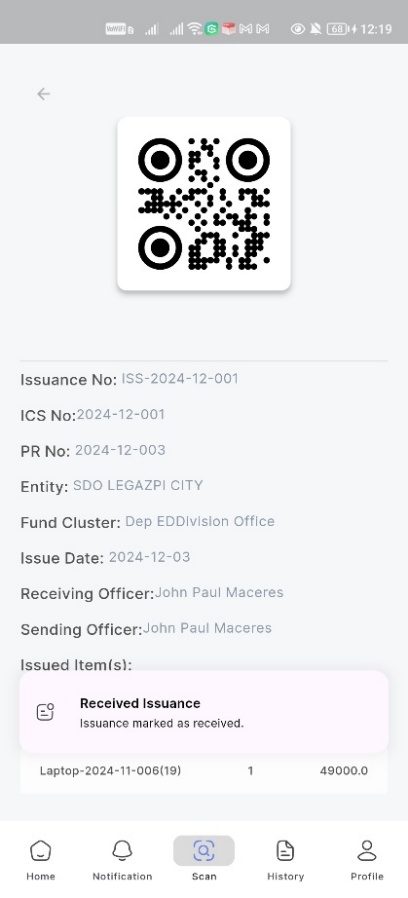 68
12:19
Issuance No: ISS-2024-12-001
ICS No:2024-12-001
PR No: 2024-12-003
Entity: SDO LEGAZPI CITY
Fund Cluster: Dep EDDivision Office
Issue Date: 2024-12-03
Receiving Officer:John Paul Maceres
Sending Officer:John Paul Maceres
Issued Item(s):
Received Issuance
Issuance marked as received.
Laptop-2024-11-006(19) 1 49000.0
Home Notification Scan History Profile